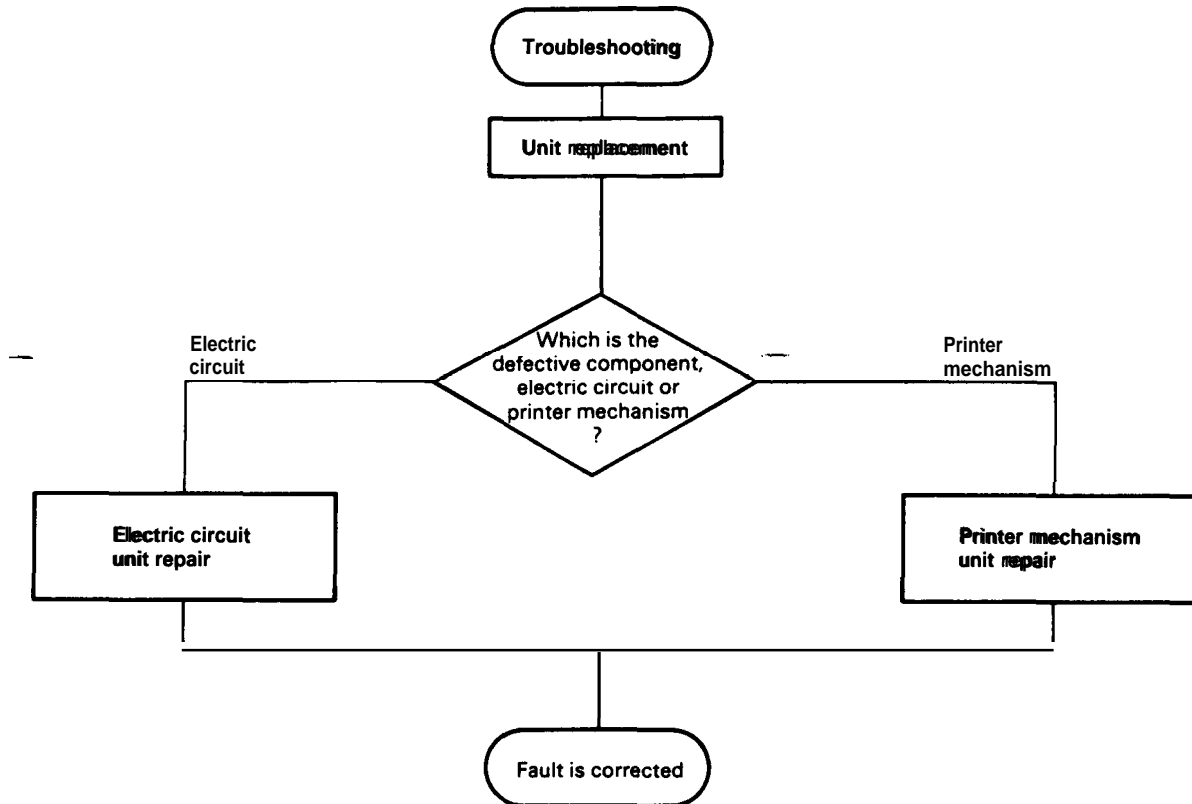 Troubleshooting
Unit replacement
Which is the
defective component,
electric circuit or
printer mechanism
?
Electric
circuit
Printer
mechanism
Electric circuit
unit repair
Printer mechanism
unit repair
Fault is corrected